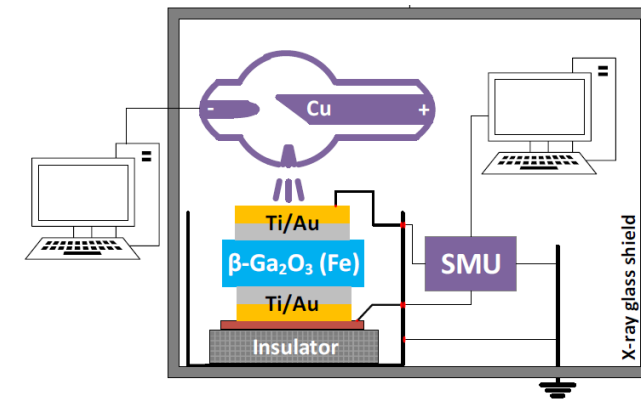 -
Cu
+
Ti/Au
β-Ga₂O₃ (Fe)
SMU
Ti/Au
Insulator
X-ray glass shield